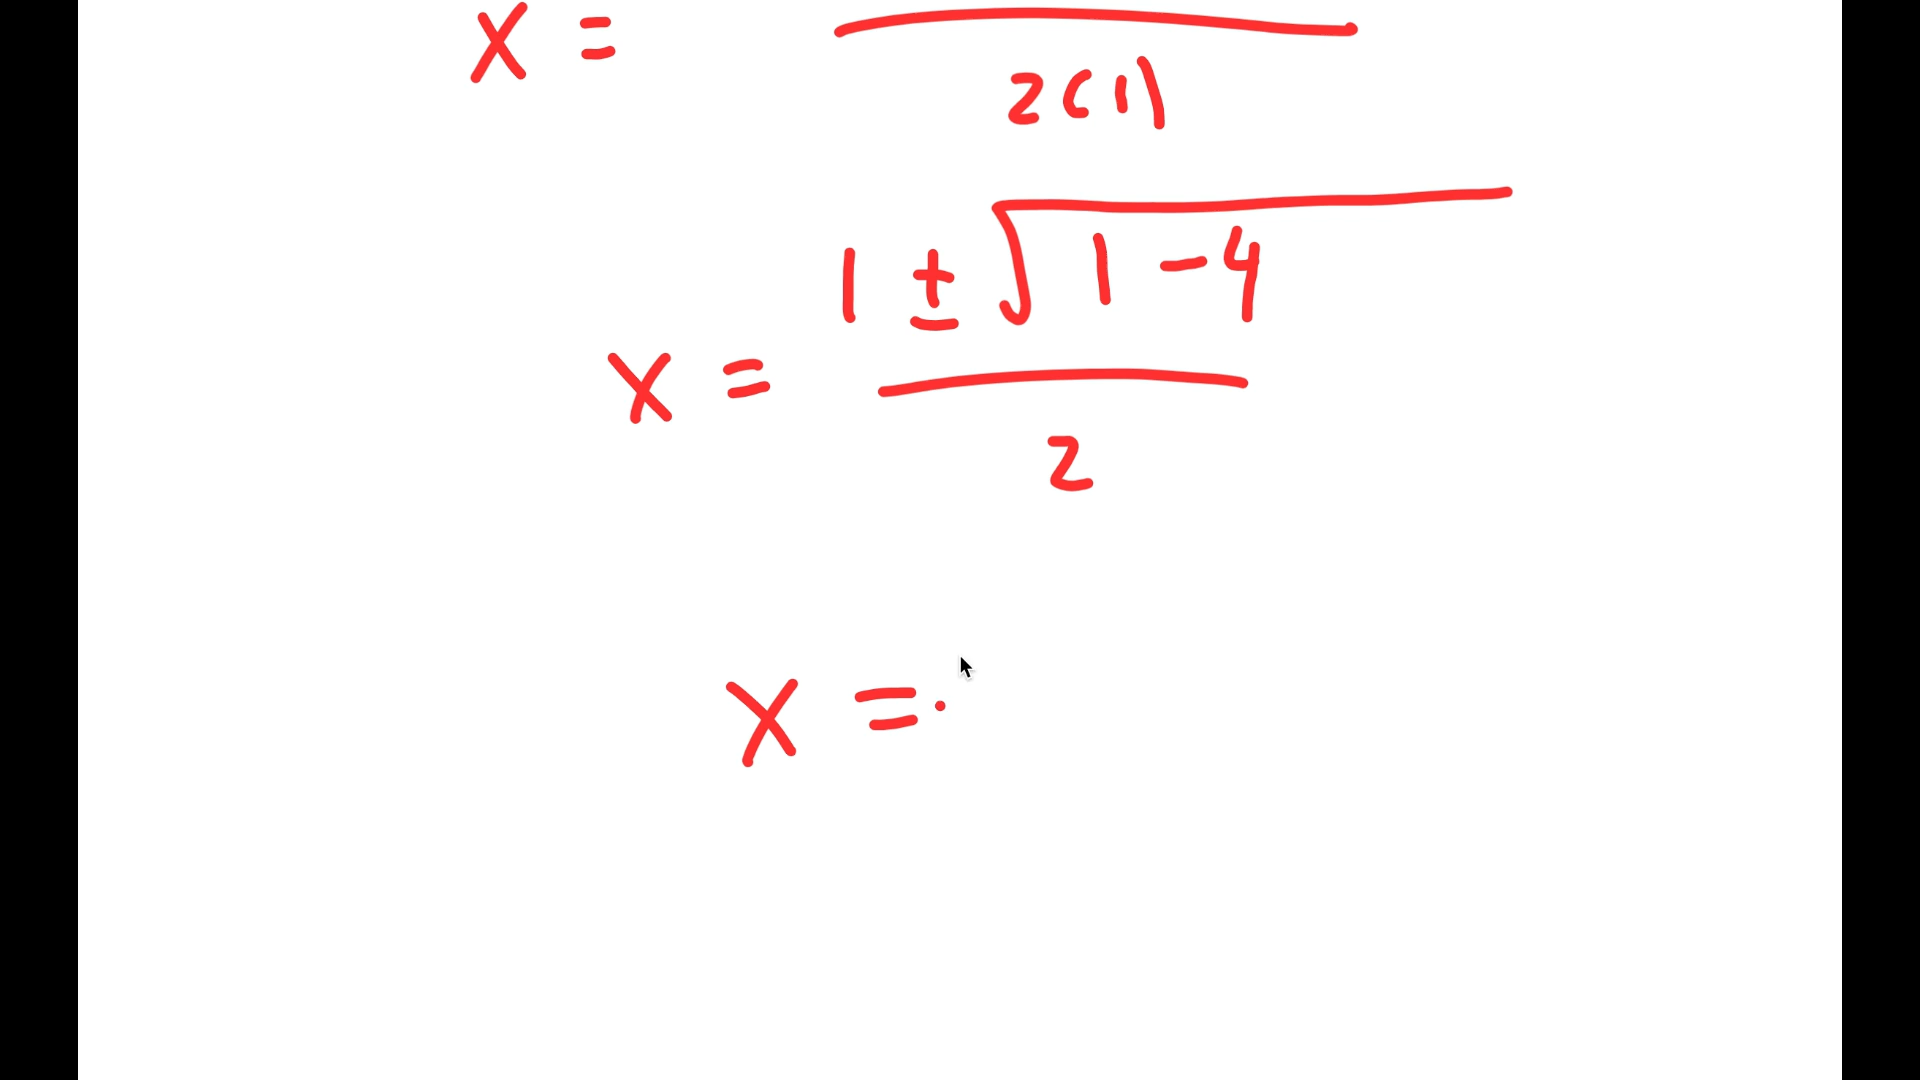 x =
2(1)
1 ± √1 - 4
x =
2
x = .